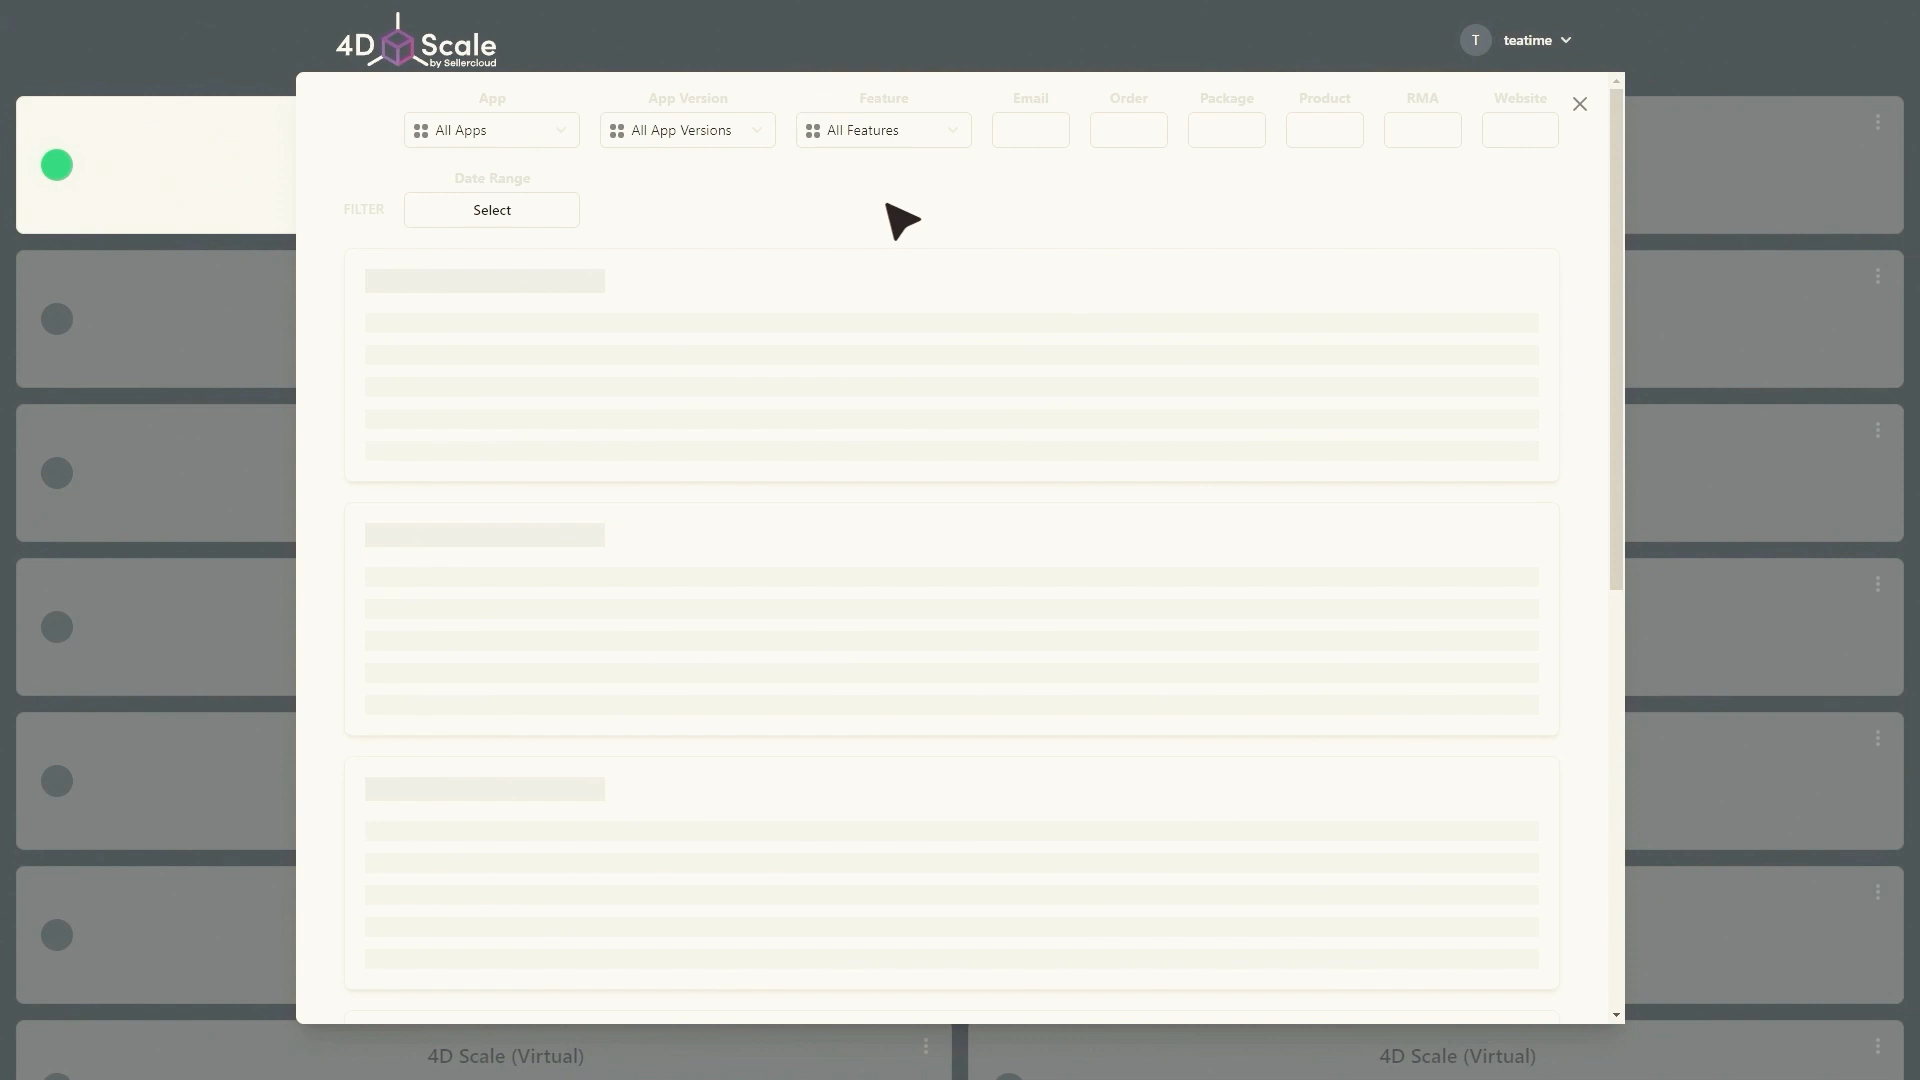 4D Scale
by Sellercloud
T teatime
App App Version Feature Email Order Package Product RMA Website
All Apps All App Versions All Features
Date Range
FILTER Select
4D Scale (Virtual) 4D Scale (Virtual)